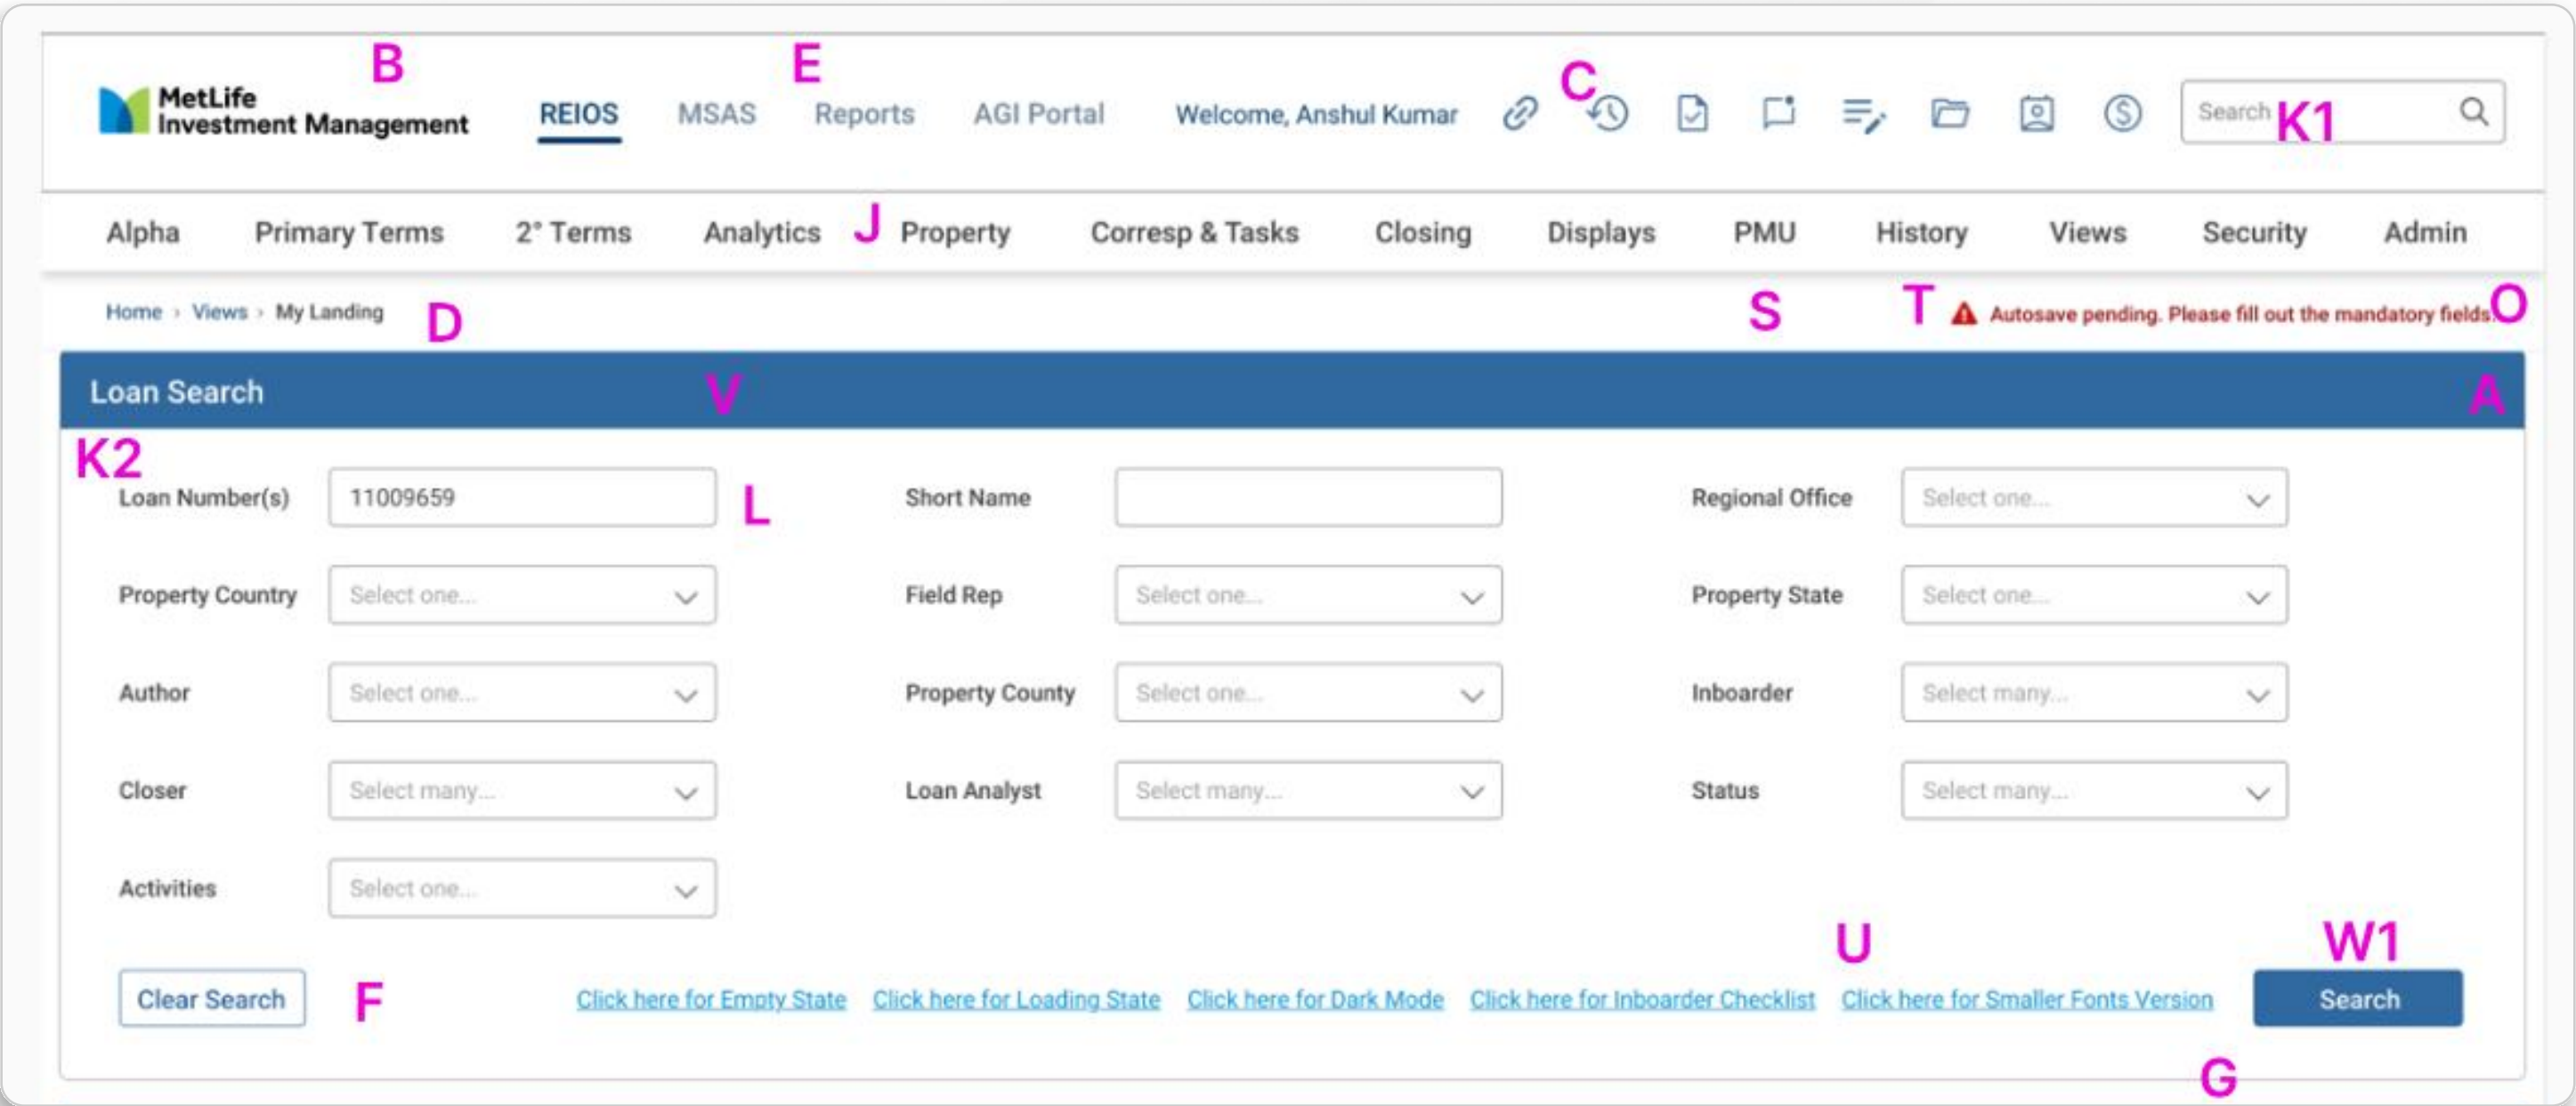 B E C
MetLife
Investment Management
REIOS MSAS Reports AGI Portal Welcome, Anshul Kumar Search K1
Alpha Primary Terms 2° Terms Analytics J Property Corresp & Tasks Closing Displays PMU History Views Security Admin
Home › Views › My Landing D S T Autosave pending. Please fill out the mandatory fields. O
Loan Search V A
K2
Loan Number(s) 11009659 L Short Name Regional Office Select one...
Property Country Select one... Field Rep Select one... Property State Select one...
Author Select one... Property County Select one... Inboarder Select many...
Closer Select many... Loan Analyst Select many... Status Select many...
Activities Select one...
U W1
Clear Search F Click here for Empty State Click here for Loading State Click here for Dark Mode Click here for Inboarder Checklist Click here for Smaller Fonts Version Search
G